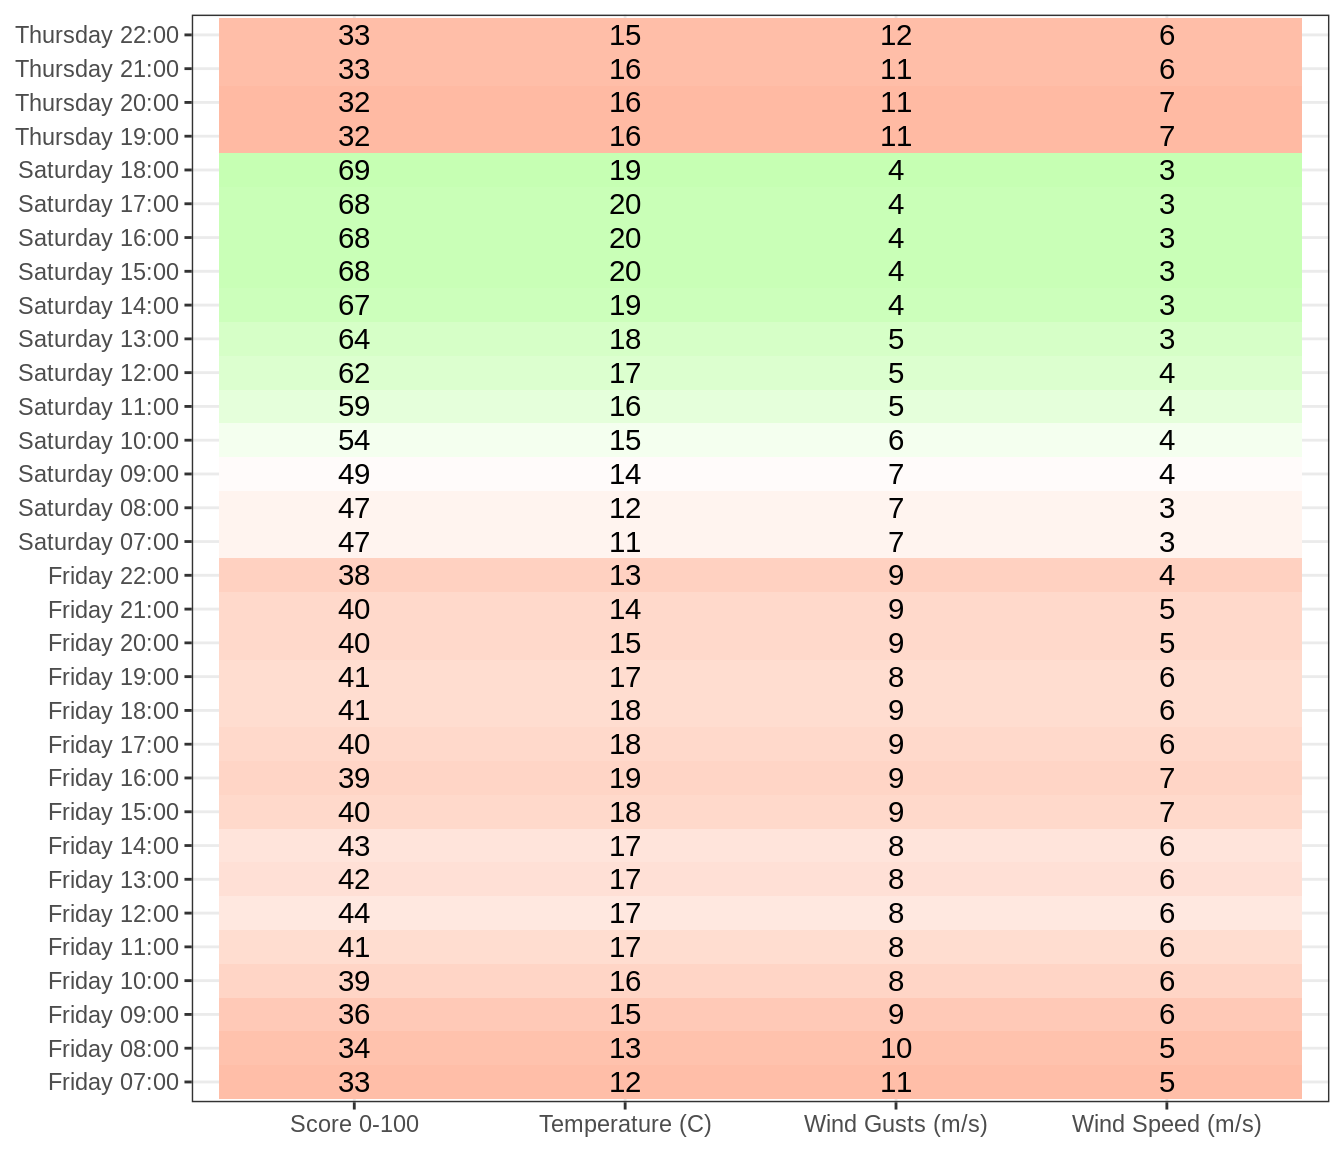 Thursday 22:00 33 15 12 6
Thursday 21:00 33 16 11 6
Thursday 20:00 32 16 11 7
Thursday 19:00 32 16 11 7
Saturday 18:00 69 19 4 3
Saturday 17:00 68 20 4 3
Saturday 16:00 68 20 4 3
Saturday 15:00 68 20 4 3
Saturday 14:00 67 19 4 3
Saturday 13:00 64 18 5 3
Saturday 12:00 62 17 5 4
Saturday 11:00 59 16 5 4
Saturday 10:00 54 15 6 4
Saturday 09:00 49 14 7 4
Saturday 08:00 47 12 7 3
Saturday 07:00 47 11 7 3
Friday 22:00 38 13 9 4
Friday 21:00 40 14 9 5
Friday 20:00 40 15 9 5
Friday 19:00 41 17 8 6
Friday 18:00 41 18 9 6
Friday 17:00 40 18 9 6
Friday 16:00 39 19 9 7
Friday 15:00 40 18 9 7
Friday 14:00 43 17 8 6
Friday 13:00 42 17 8 6
Friday 12:00 44 17 8 6
Friday 11:00 41 17 8 6
Friday 10:00 39 16 8 6
Friday 09:00 36 15 9 6
Friday 08:00 34 13 10 5
Friday 07:00 33 12 11 5
Score 0-100 Temperature (C) Wind Gusts (m/s) Wind Speed (m/s)